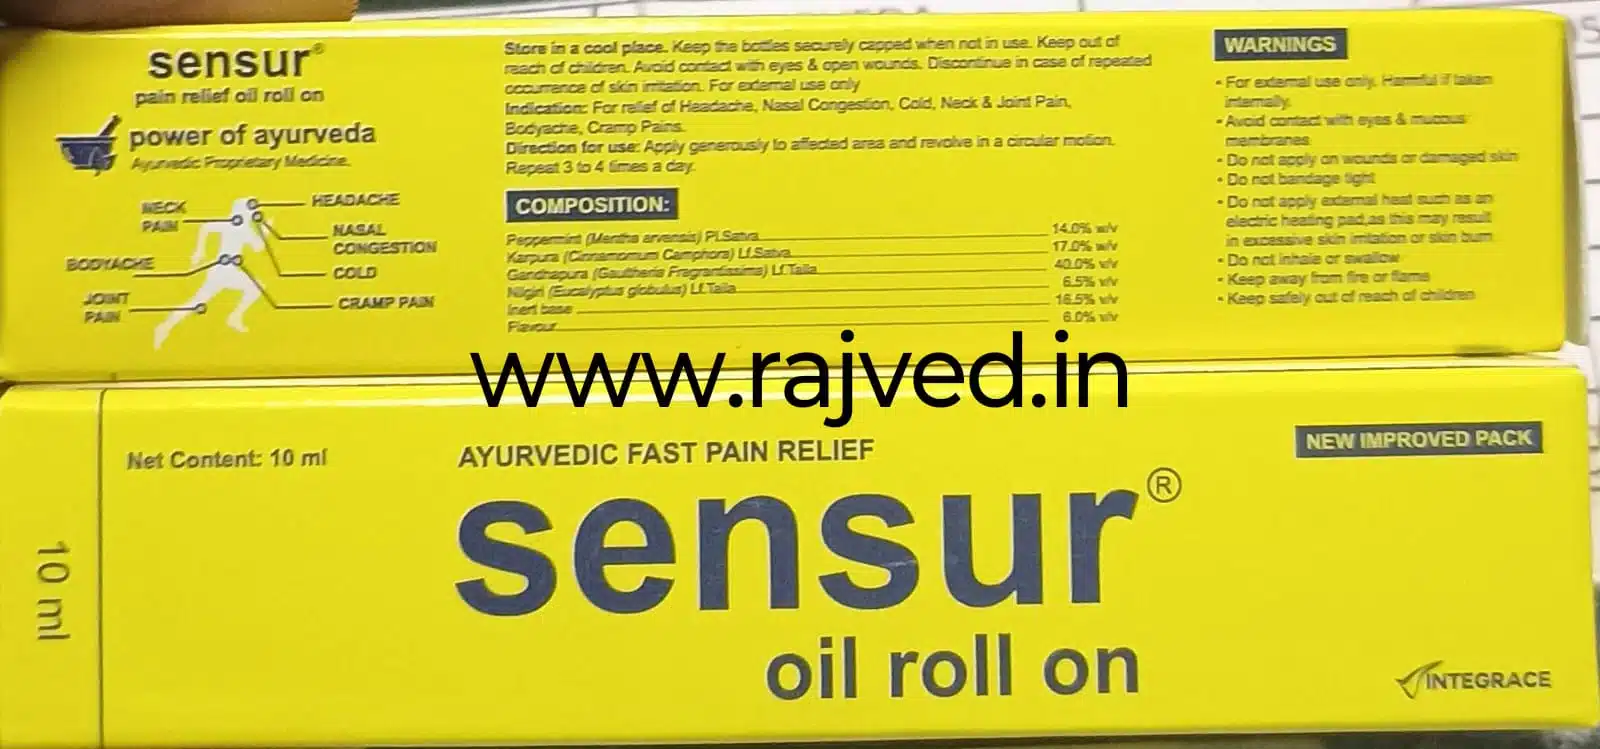 sensur®
pain relief oil roll on
power of ayurveda
Ayurvedic Proprietary Medicine.
NECK
PAIN
HEADACHE
NASAL
CONGESTION
BODYACHE
COLD
JOINT
PAIN
CRAMP PAIN
Store in a cool place. Keep the bottles securely capped when not in use. Keep out of
reach of children. Avoid contact with eyes & open wounds. Discontinue in case of repeated
occurrence of skin irritation. For external use only
Indication: For relief of Headache, Nasal Congestion, Cold, Neck & Joint Pain,
Bodyache, Cramp Pains.
Direction for use: Apply generously to affected area and revolve in a circular motion.
Repeat 3 to 4 times a day.
COMPOSITION:
Peppermint (Mentha arvensis) Pl.Satva 14.0% w/v
Karpura (Cinnamomum Camphora) Lf.Satva 17.0% w/v
Gandhapura (Gaultheria Fragrantissima) Lf.Taila 40.0% v/v
Nilgiri (Eucalyptus globulus) Lf.Taila 6.5% v/v
Inert base 16.5% v/v
Flavour 6.0% v/v
WARNINGS
• For external use only. Harmful if taken
internally.
• Avoid contact with eyes & mucous
membranes
• Do not apply on wounds or damaged skin
• Do not bandage tight
• Do not apply external heat such as an
electric heating pad,as this may result
in excessive skin irritation or skin burn
• Do not inhale or swallow
• Keep away from fire or flame
• Keep safely out of reach of children
www.rajved.in
10 ml
Net Content: 10 ml
AYURVEDIC FAST PAIN RELIEF
NEW IMPROVED PACK
sensur®
oil roll on
INTEGRACE